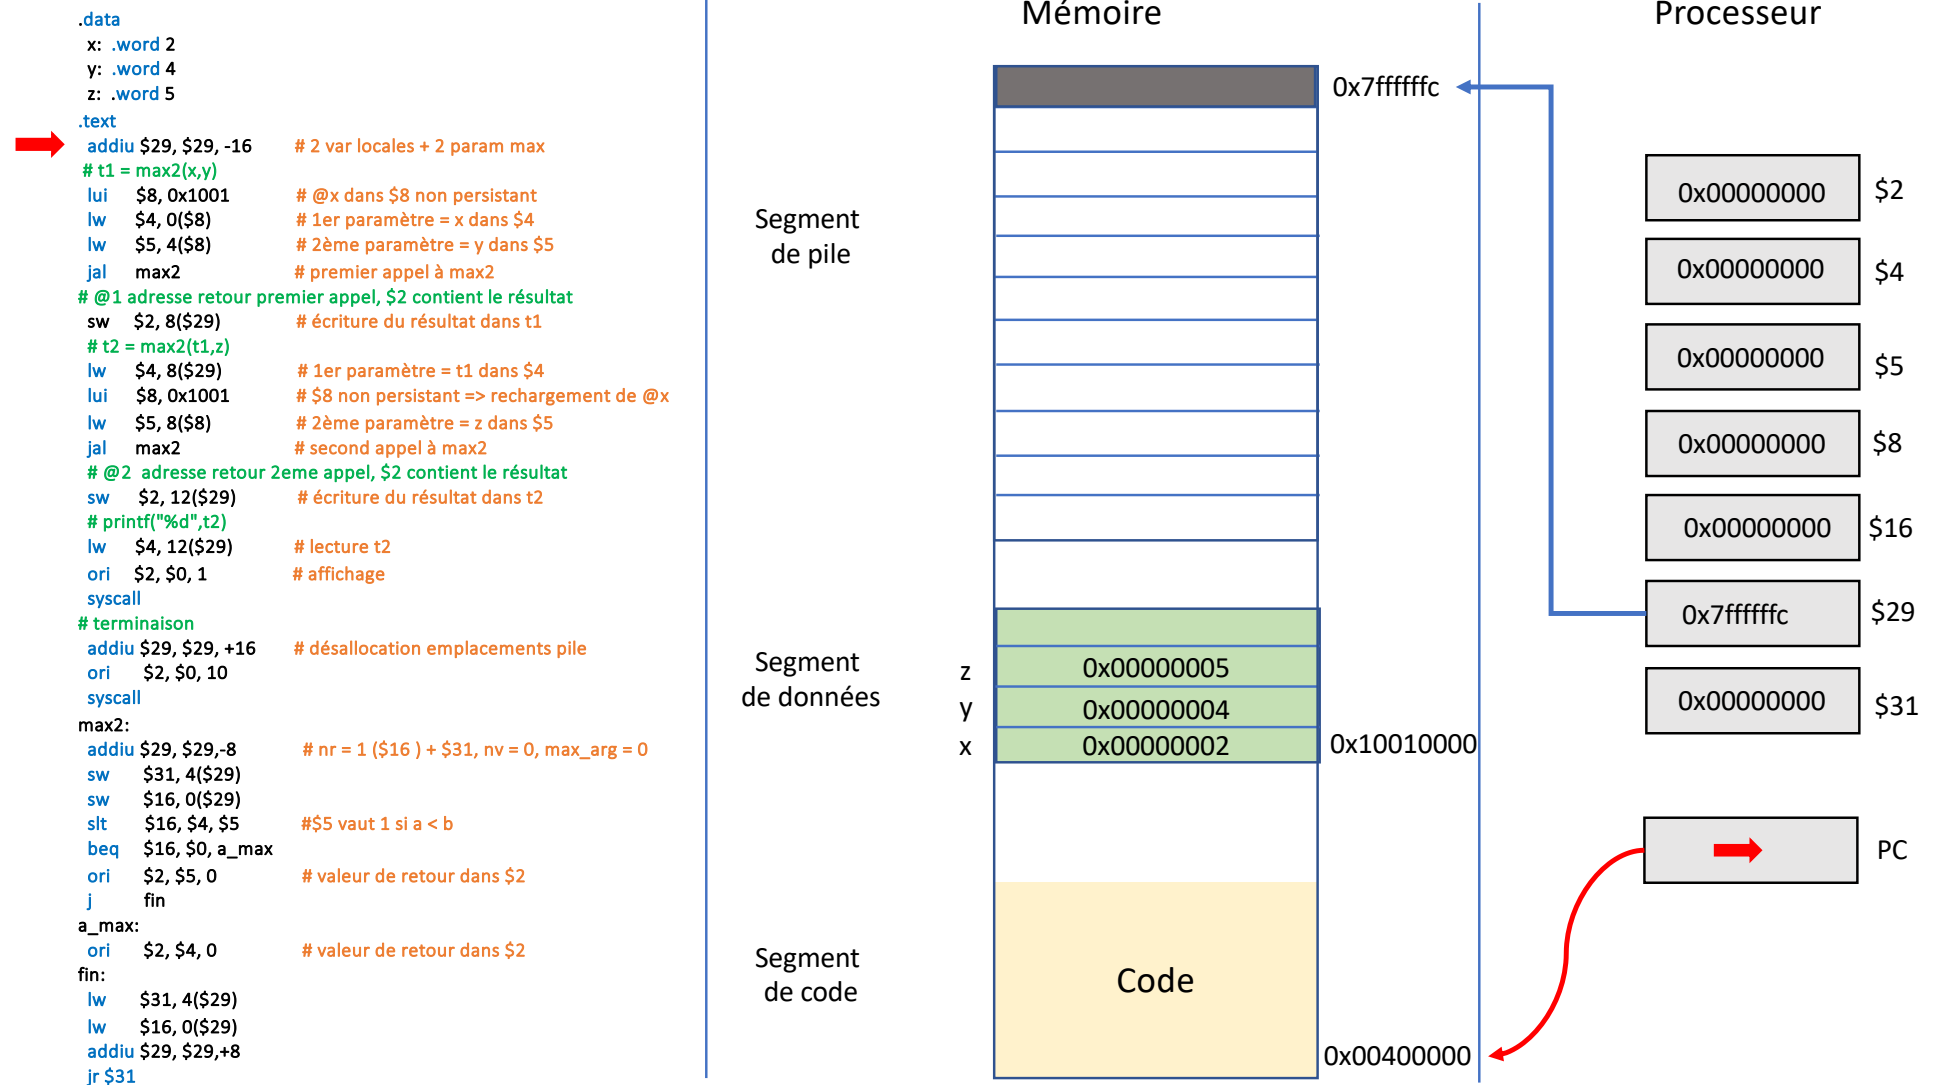 .data
x: .word 2
y: .word 4
z: .word 5
.text
addiu $29, $29, -16 # 2 var locales + 2 param max
# t1 = max2(x,y)
lui $8, 0x1001 # @x dans $8 non persistant
lw $4, 0($8) # 1er paramètre = x dans $4
lw $5, 4($8) # 2ème paramètre = y dans $5
jal max2 # premier appel à max2
# @1 adresse retour premier appel, $2 contient le résultat
sw $2, 8($29) # écriture du résultat dans t1
# t2 = max2(t1,z)
lw $4, 8($29) # 1er paramètre = t1 dans $4
lui $8, 0x1001 # $8 non persistant => rechargement de @x
lw $5, 8($8) # 2ème paramètre = z dans $5
jal max2 # second appel à max2
# @2 adresse retour 2eme appel, $2 contient le résultat
sw $2, 12($29) # écriture du résultat dans t2
# printf("%d",t2)
lw $4, 12($29) # lecture t2
ori $2, $0, 1 # affichage
syscall
# terminaison
addiu $29, $29, +16 # désallocation emplacements pile
ori $2, $0, 10
syscall
max2:
addiu $29, $29,-8 # nr = 1 ($16 ) + $31, nv = 0, max_arg = 0
sw $31, 4($29)
sw $16, 0($29)
slt $16, $4, $5 #$5 vaut 1 si a < b
beq $16, $0, a_max
ori $2, $5, 0 # valeur de retour dans $2
j fin
a_max:
ori $2, $4, 0 # valeur de retour dans $2
fin:
lw $31, 4($29)
lw $16, 0($29)
addiu $29, $29,+8
jr $31
Mémoire
0x7ffffffc
Segment
de pile
Segment
de données
z 0x00000005
y 0x00000004
x 0x00000002 0x10010000
Segment
de code
Code
0x00400000
Processeur
0x00000000 $2
0x00000000 $4
0x00000000 $5
0x00000000 $8
0x00000000 $16
0x7ffffffc $29
0x00000000 $31
PC